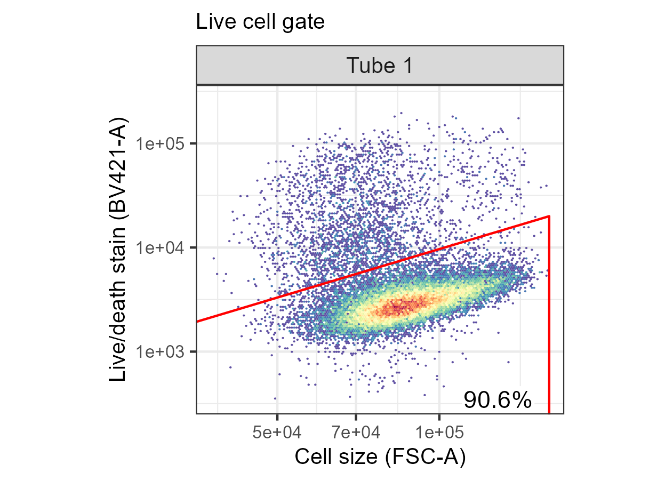 Live cell gate
Tube 1
Live/death stain (BV421-A)
1e+05
1e+04
1e+03
90.6%
5e+04 7e+04 1e+05
Cell size (FSC-A)